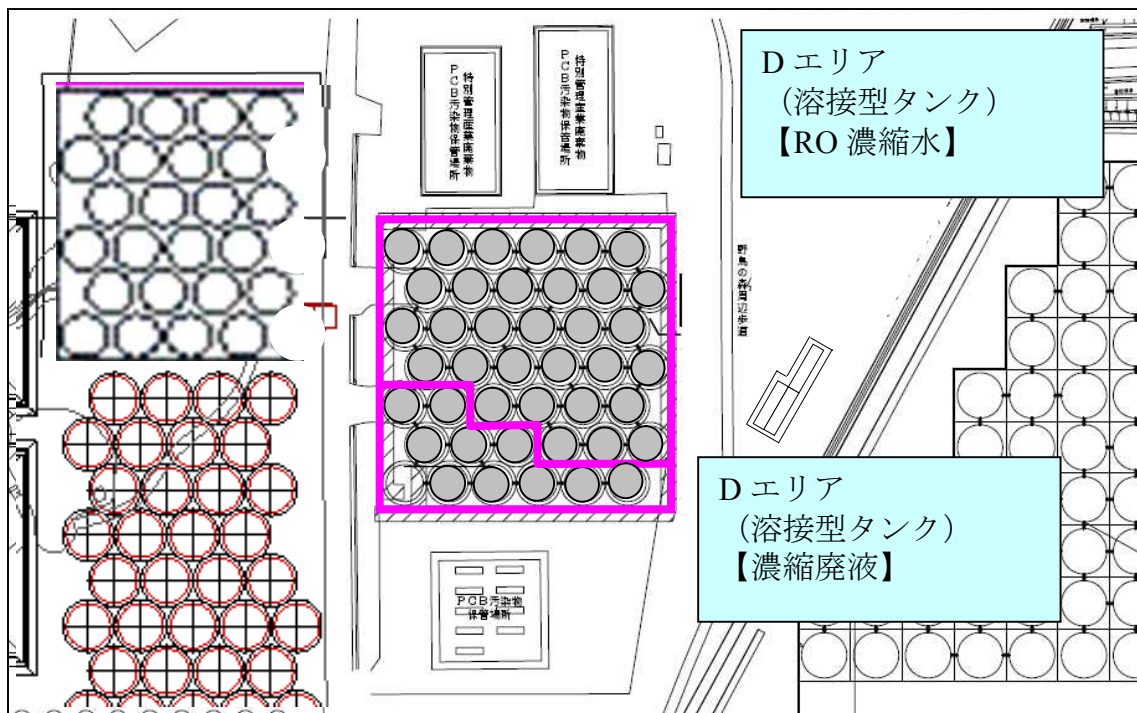 特別管理産業廃棄物
PCB汚染物保管場所
特別管理産業廃棄物
PCB汚染物保管場所
Dエリア
（溶接型タンク）
【RO 濃縮水】
野鳥の森周辺歩道
Dエリア
（溶接型タンク）
【濃縮廃液】
PCB汚染物
保管場所